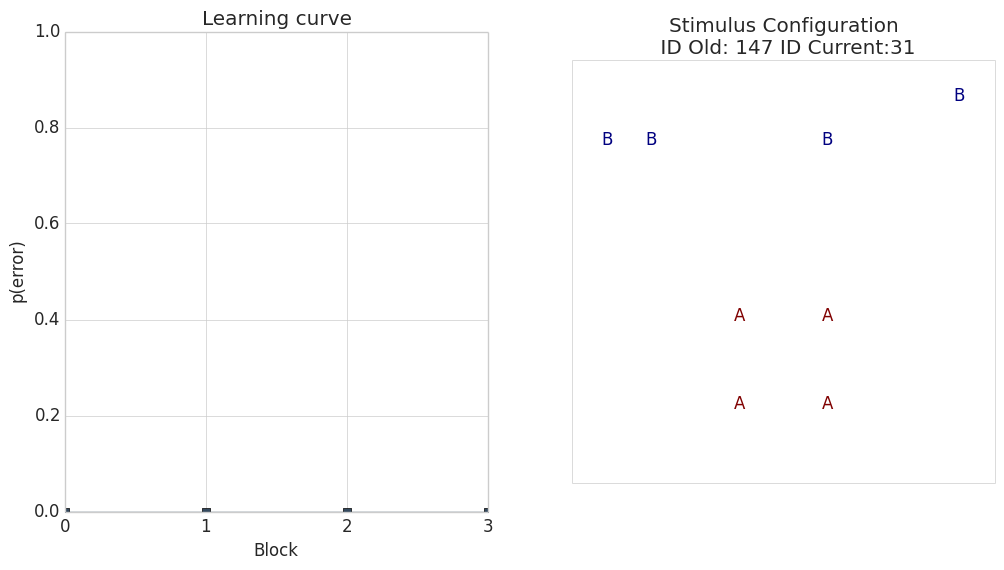 Learning curve
1.0
0.8
0.6
0.4
0.2
0.0
p(error)
0 1 2 3
Block
Stimulus Configuration
ID Old: 147 ID Current:31
B
B B B
A A
A A